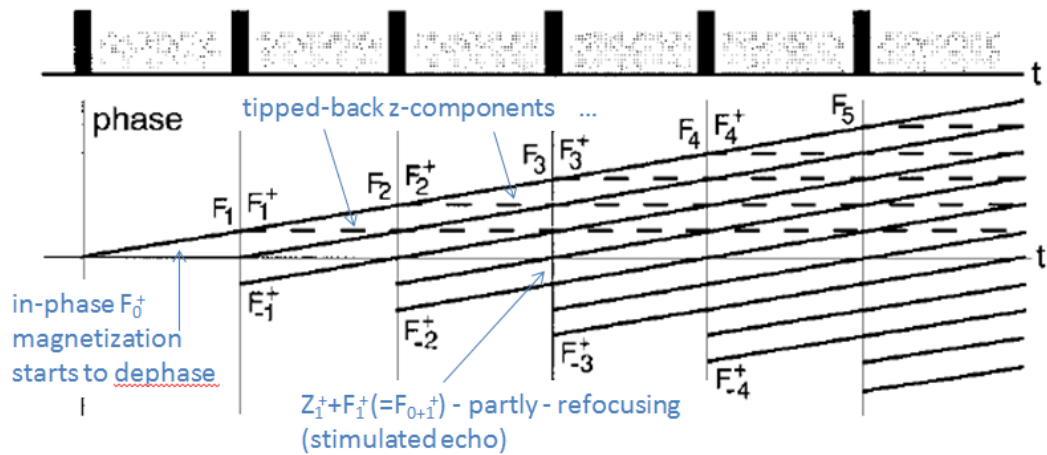 t
tipped-back z-components ...
phase
F₁ F₁⁺ F₂ F₂⁺ F₃ F₃⁺ F₄ F₄⁺ F₅
t
in-phase F₀⁺
magnetization
starts to dephase
F₋₁⁺ F₋₂⁺ F₋₃⁺ F₋₄⁺
Z₁⁺+F₁⁺(=F₀₊₁⁺) - partly - refocusing
(stimulated echo)